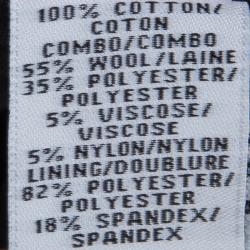 100% COTTON/
COTON
COMBO/COMBO
55% WOOL/LAINE
35% POLYESTER/
POLYESTER
5% VISCOSE/
VISCOSE
5% NYLON/NYLON
LINING/DOUBLURE
82% POLYESTER/
POLYESTER
18% SPANDEX/
SPANDEX